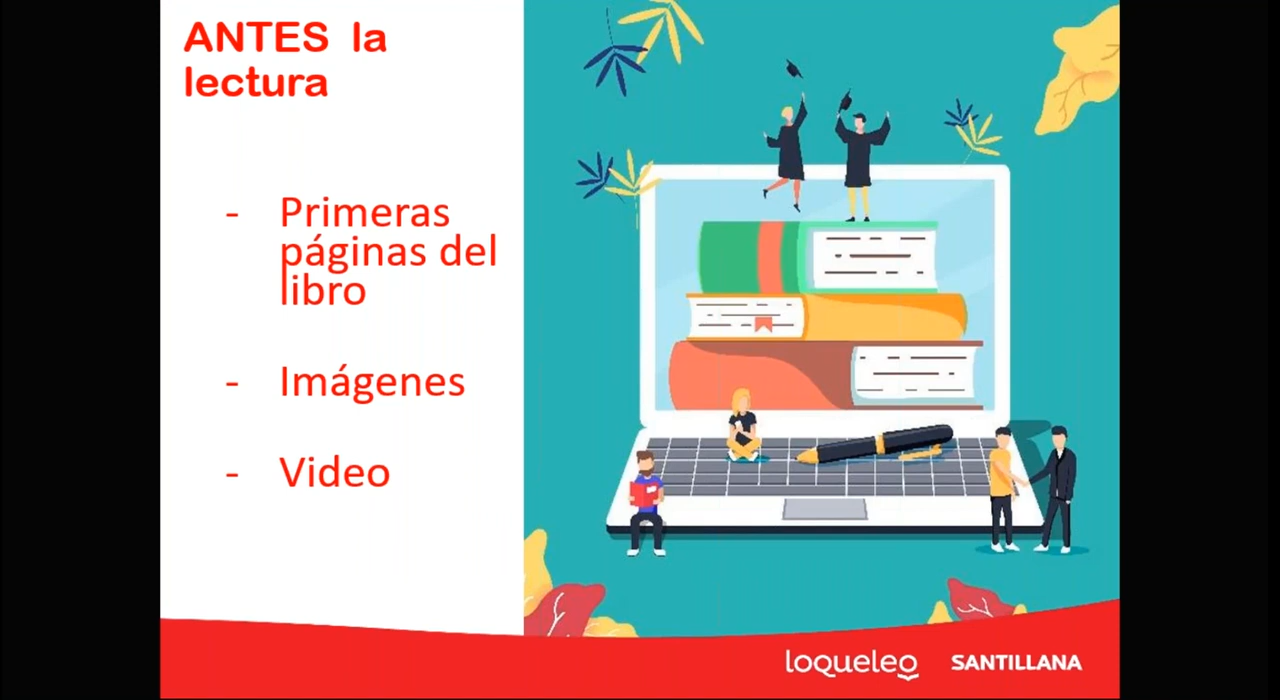 ANTES la
lectura
- Primeras
páginas del
libro
- Imágenes
- Video
loqueleo
SANTILLANA